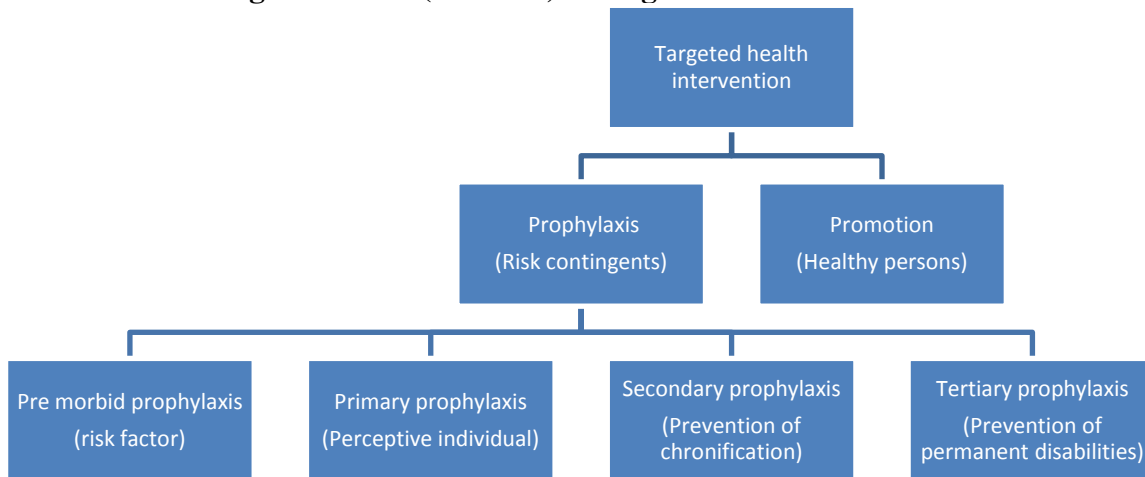 Targeted health
intervention
Prophylaxis
(Risk contingents)
Promotion
(Healthy persons)
Pre morbid prophylaxis
(risk factor)
Primary prophylaxis
(Perceptive individual)
Secondary prophylaxis
(Prevention of
chronification)
Tertiary prophylaxis
(Prevention of
permanent disabilities)